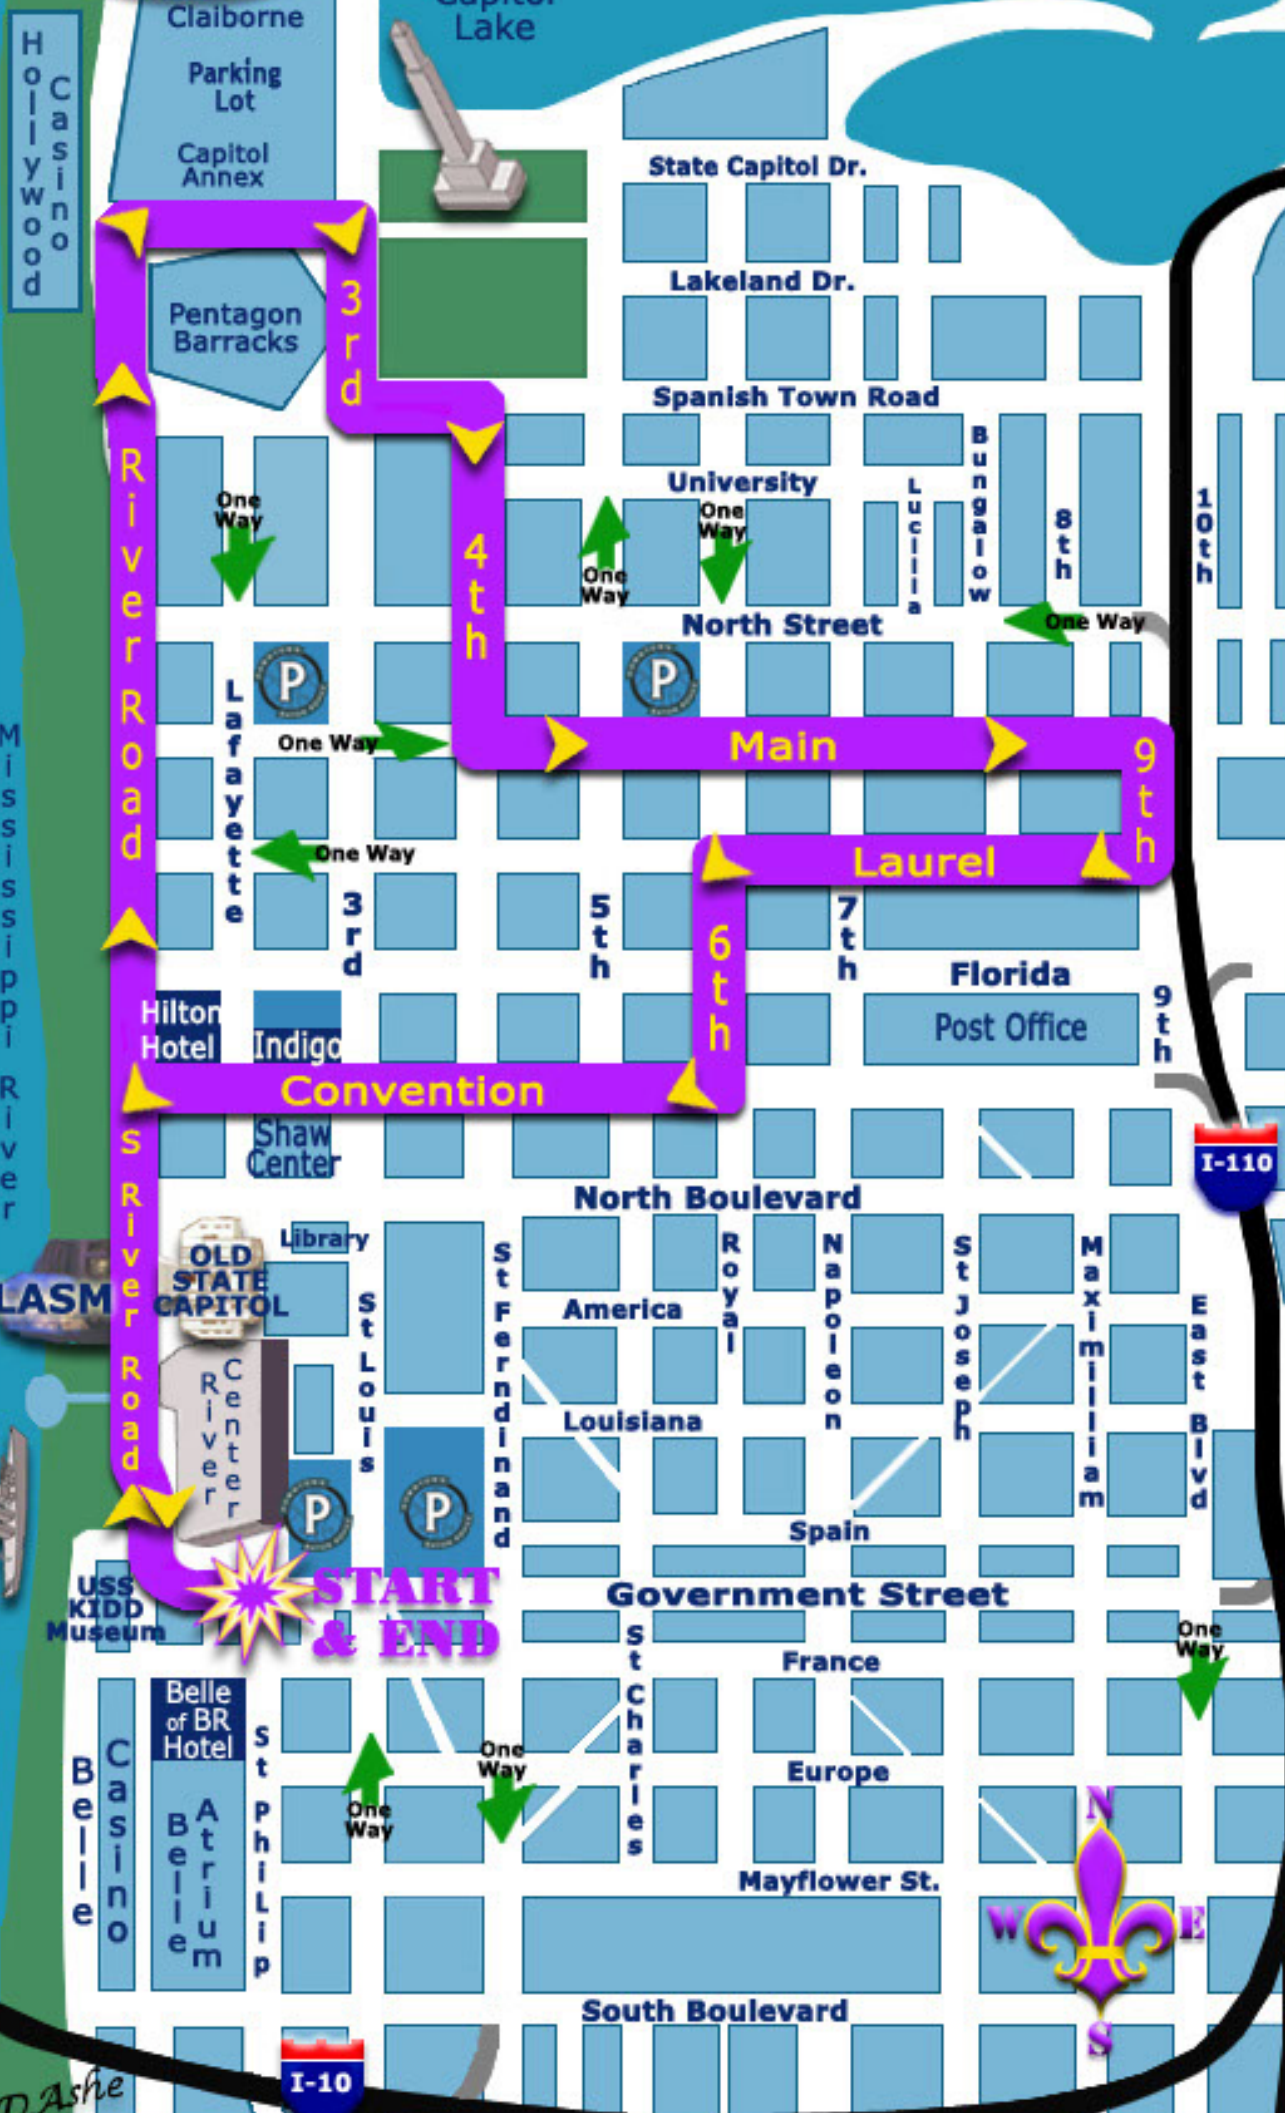 Claiborne
Parking
Lot
Capitol
Annex
Hollywood
Casino
Lake
State Capitol Dr.
Lakeland Dr.
Pentagon
Barracks
3rd
Spanish Town Road
Bungalow
University
Lucilla
8th
10th
One
Way
One
Way
One
Way
4th
North Street
One Way
River Road
P
P
Lafayette
One Way
Main
9th
Mississippi River
One Way
Laurel
3rd
5th
6th
7th
Florida
Post Office
9th
Hilton
Hotel
Indigo
Convention
Shaw
Center
I-110
North Boulevard
S River Road
Library
OLD
STATE
CAPITOL
LASM
St Louis
St Ferndinand
America
Royal
Napoleon
St Joseph
Maximilliam
East Blvd
River
Center
Louisiana
P
P
Spain
USS
KIDD
Museum
START
& END
Government Street
St Charles
France
One
Way
Belle
of BR
Hotel
St PhiLip
Belle
Casino
Belle
Atrium
One
Way
One
Way
Europe
Mayflower St.
N
W
E
S
South Boulevard
I-10
D Ashe